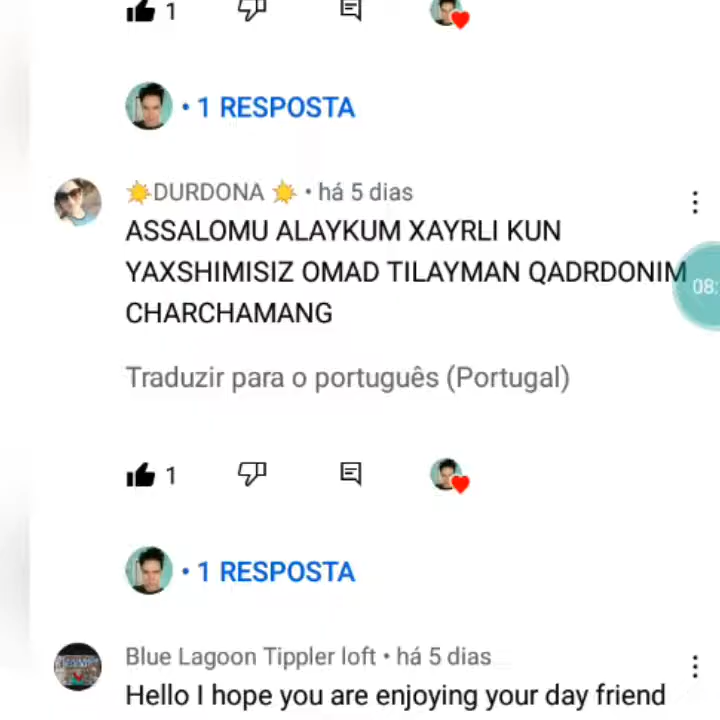 1
• 1 RESPOSTA
☀DURDONA ☀ • há 5 dias
ASSALOMU ALAYKUM XAYRLI KUN
YAXSHIMISIZ OMAD TILAYMAN QADRDONIM
CHARCHAMANG
08:
Traduzir para o português (Portugal)
1
• 1 RESPOSTA
Blue Lagoon Tippler loft • há 5 dias
Hello I hope you are enjoying your day friend